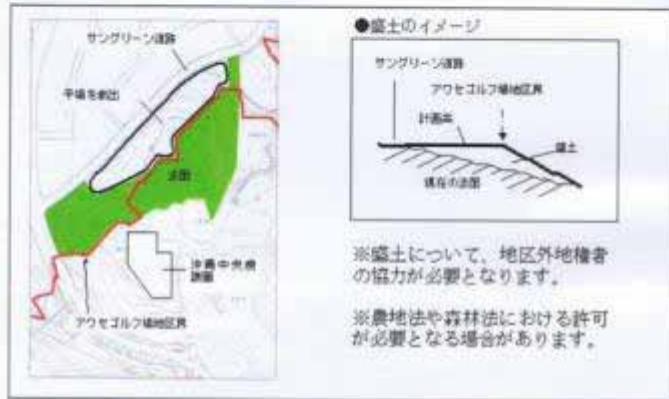 サングリーン道路
平場を創出
法面
沖縄中央病
アワセゴルフ場地区界
●盛土のイメージ
サングリーン道路
アワセゴルフ場地区界
計画高
盛土
現在の法面
※盛土について、地区外地権者
の協力が必要となります。
※農地法や森林法における許可
が必要となる場合があります。